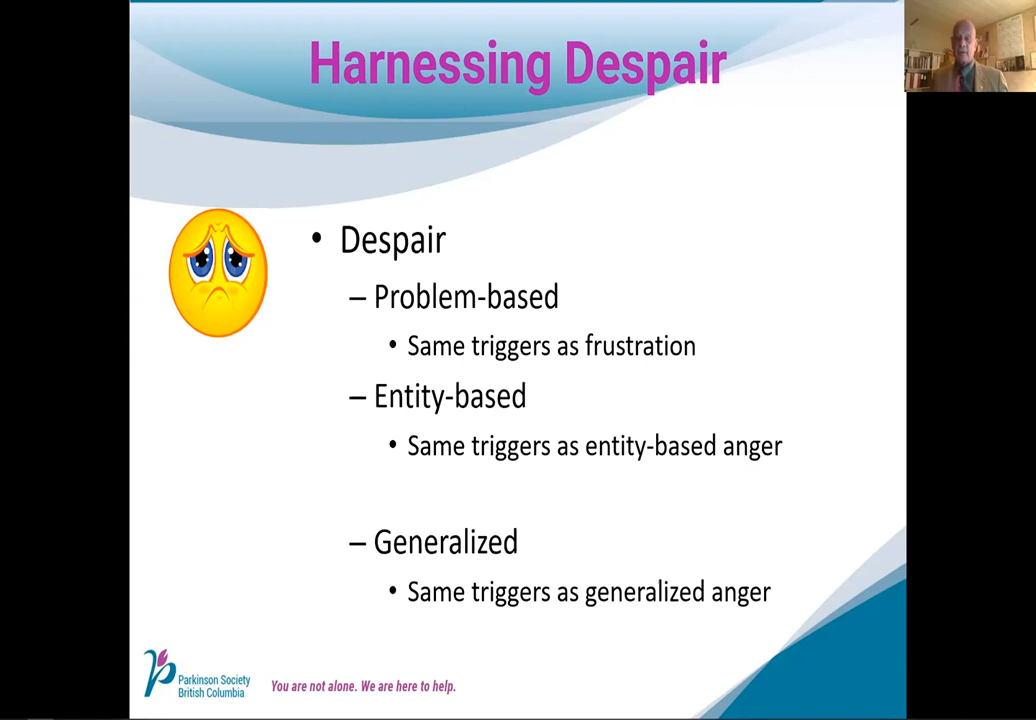 Harnessing Despair
• Despair
– Problem-based
• Same triggers as frustration
– Entity-based
• Same triggers as entity-based anger
– Generalized
• Same triggers as generalized anger
Parkinson Society
British Columbia
You are not alone. We are here to help.